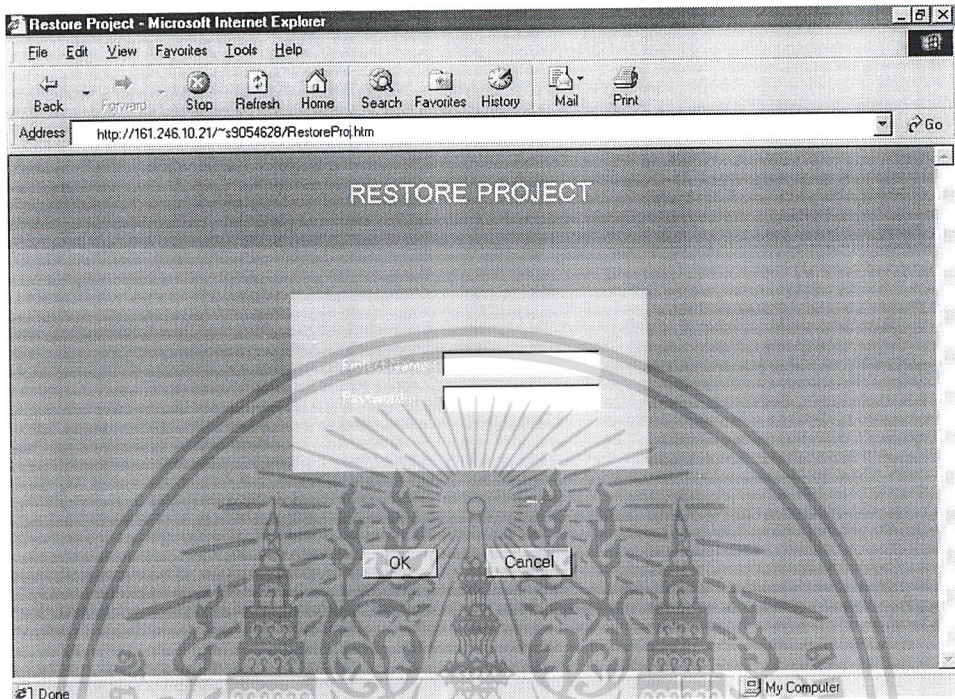 Restore Project - Microsoft Internet Explorer
File Edit View Favorites Tools Help
Back Forward Stop Refresh Home Search Favorites History Mail Print
Address http://161.246.10.21/~s9054628/RestoreProj.htm Go
RESTORE PROJECT
Project Name
Password
OK Cancel
Done My Computer